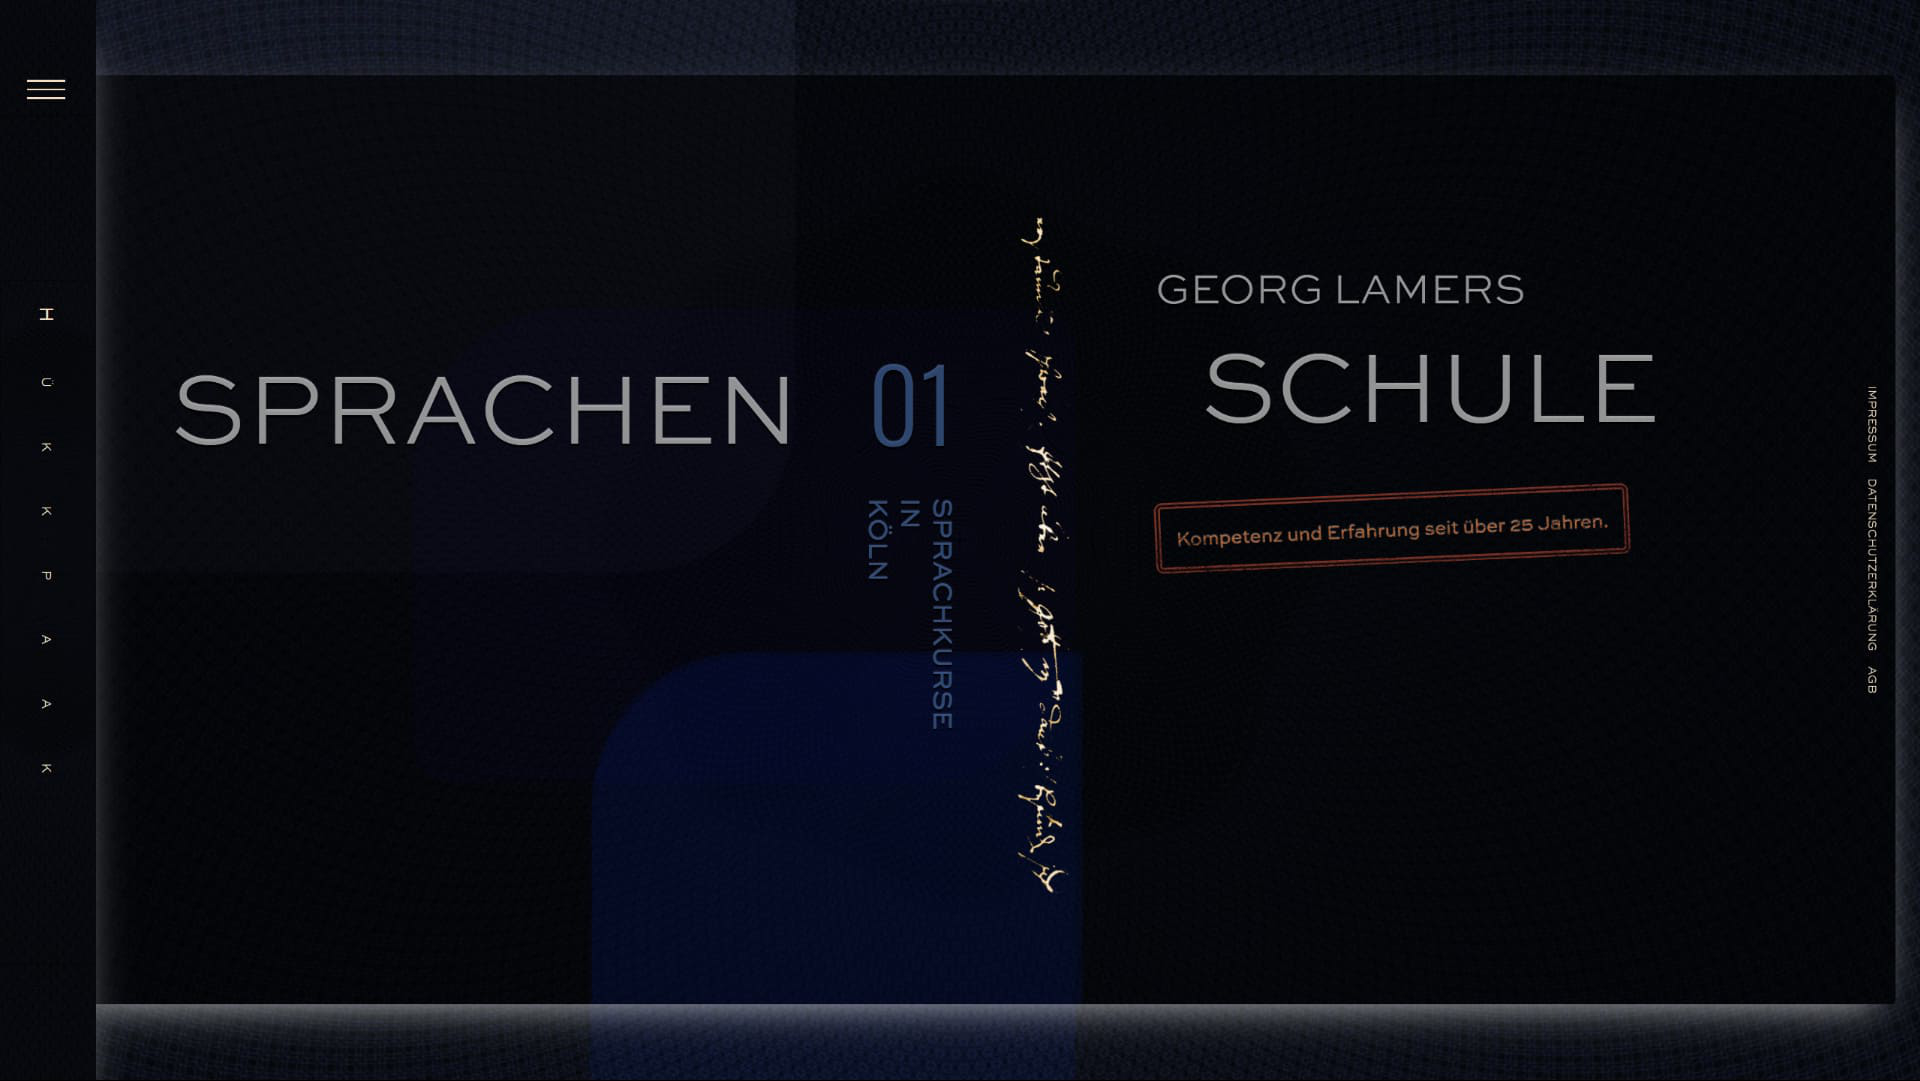 H
Ü
K
K
P
A
A
K
SPRACHEN
01
SPRACHKURSE
IN
KÖLN
GEORG LAMERS
SCHULE
Kompetenz und Erfahrung seit über 25 Jahren.
IMPRESSUM DATENSCHUTZERKLÄRUNG AGB